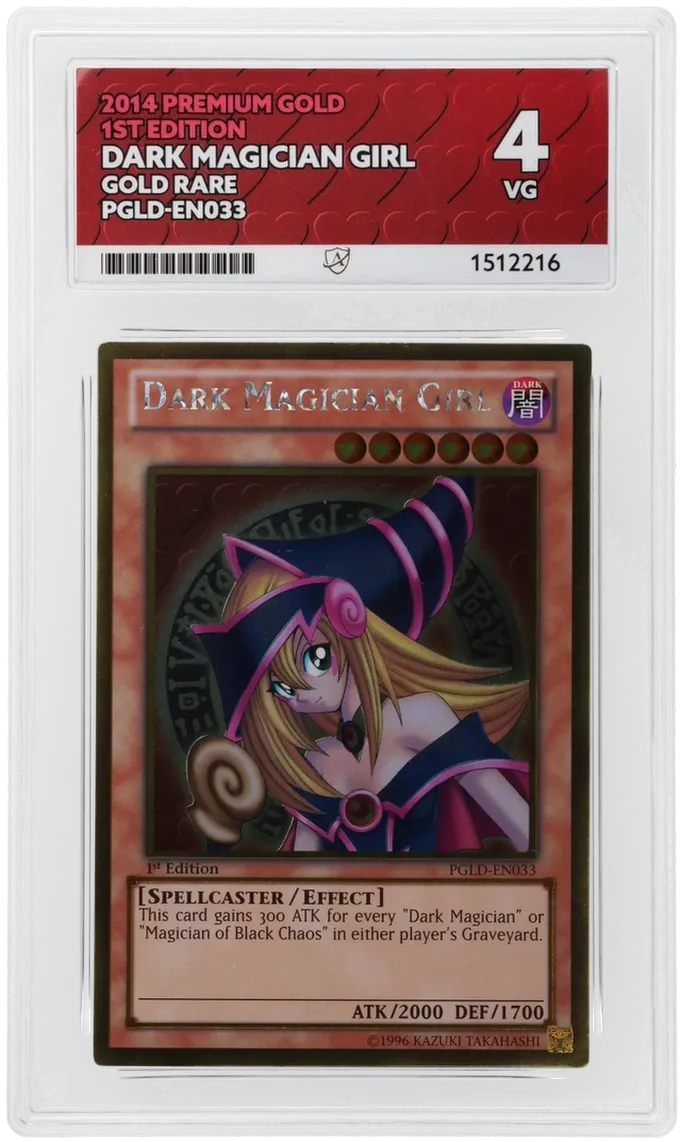 2014 PREMIUM GOLD
1ST EDITION
DARK MAGICIAN GIRL
GOLD RARE
PGLD-EN033
4
VG
1512216
DARK MAGICIAN GIRL
DARK
闇
1st Edition
PGLD-EN033
[SPELLCASTER / EFFECT]
This card gains 300 ATK for every "Dark Magician" or
"Magician of Black Chaos" in either player's Graveyard.
ATK/2000 DEF/1700
©1996 KAZUKI TAKAHASHI